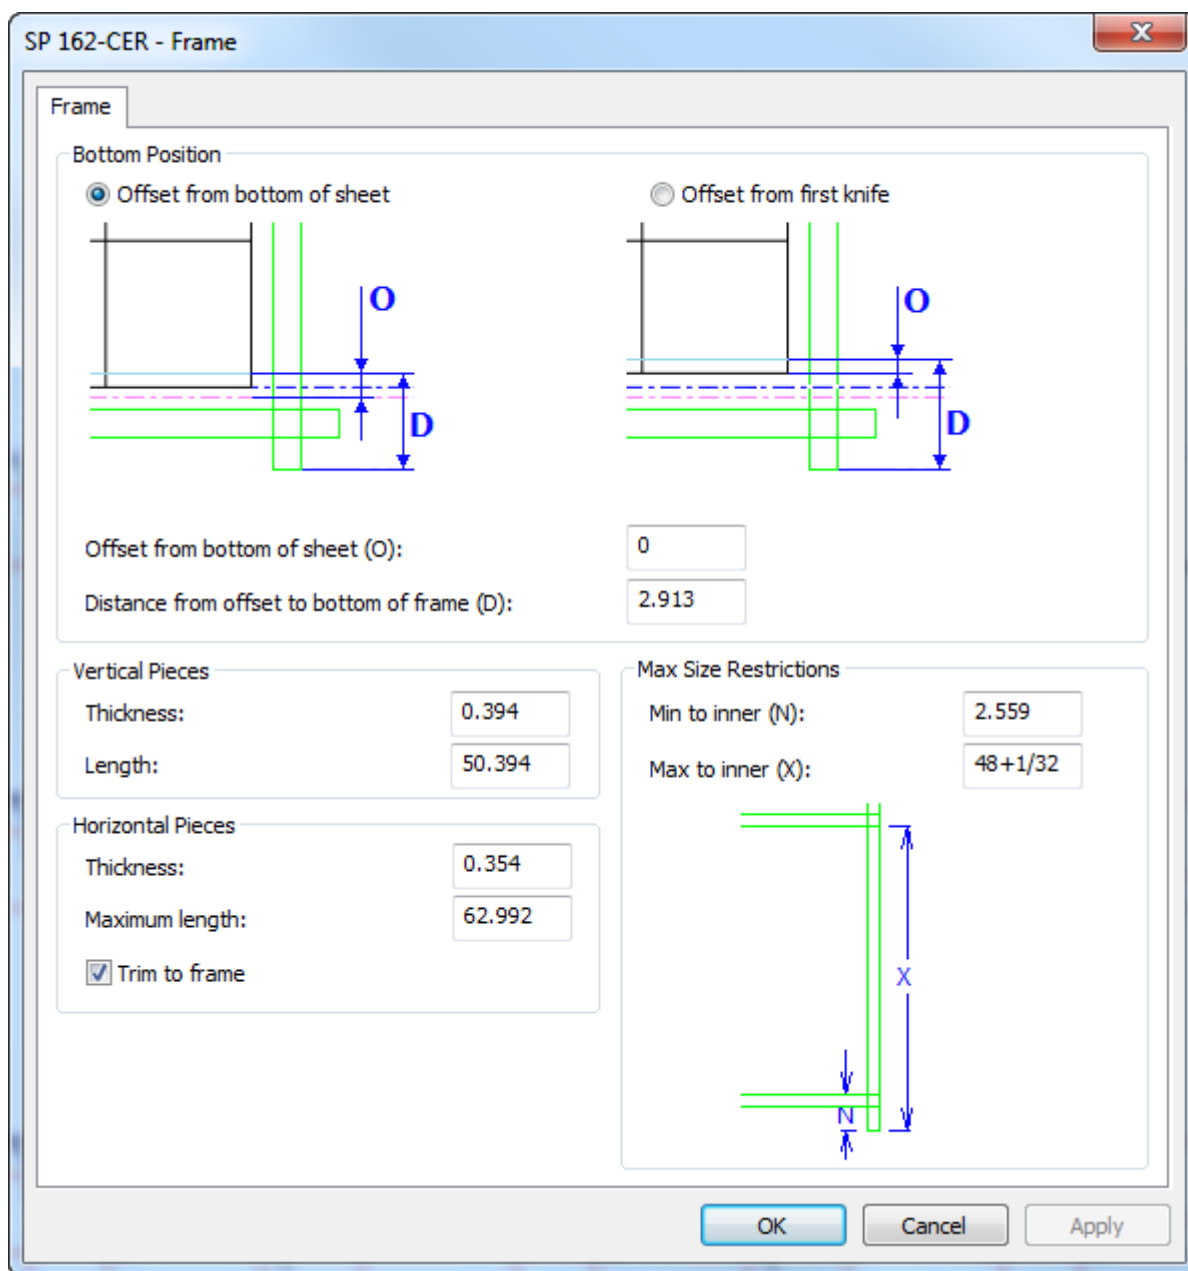 SP 162-CER - Frame
Frame
Bottom Position
Offset from bottom of sheet
Offset from first knife
O
D
O
D
Offset from bottom of sheet (O):
0
Distance from offset to bottom of frame (D):
2.913
Vertical Pieces
Thickness:
0.394
Length:
50.394
Horizontal Pieces
Thickness:
0.354
Maximum length:
62.992
Trim to frame
Max Size Restrictions
Min to inner (N):
2.559
Max to inner (X):
48+1/32
X
N
OK
Cancel
Apply